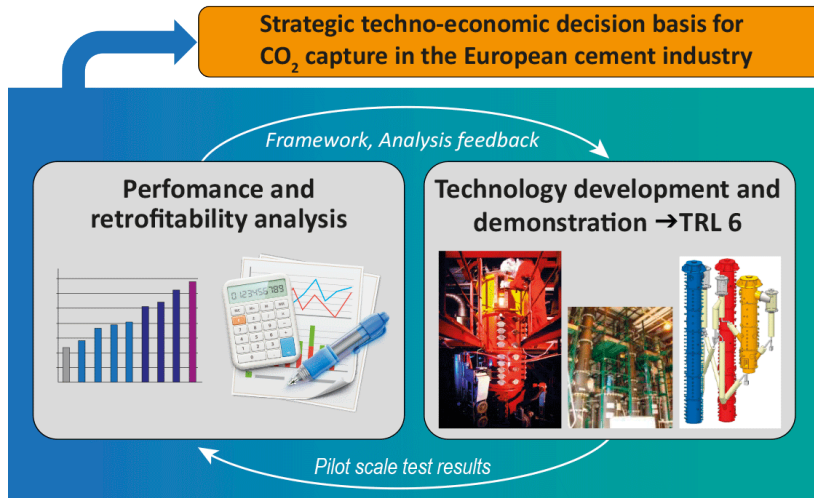 Strategic techno-economic decision basis for
CO₂ capture in the European cement industry
Framework, Analysis feedback
Perfomance and
retrofitability analysis
Technology development and
demonstration ➔TRL 6
0123456789
Pilot scale test results